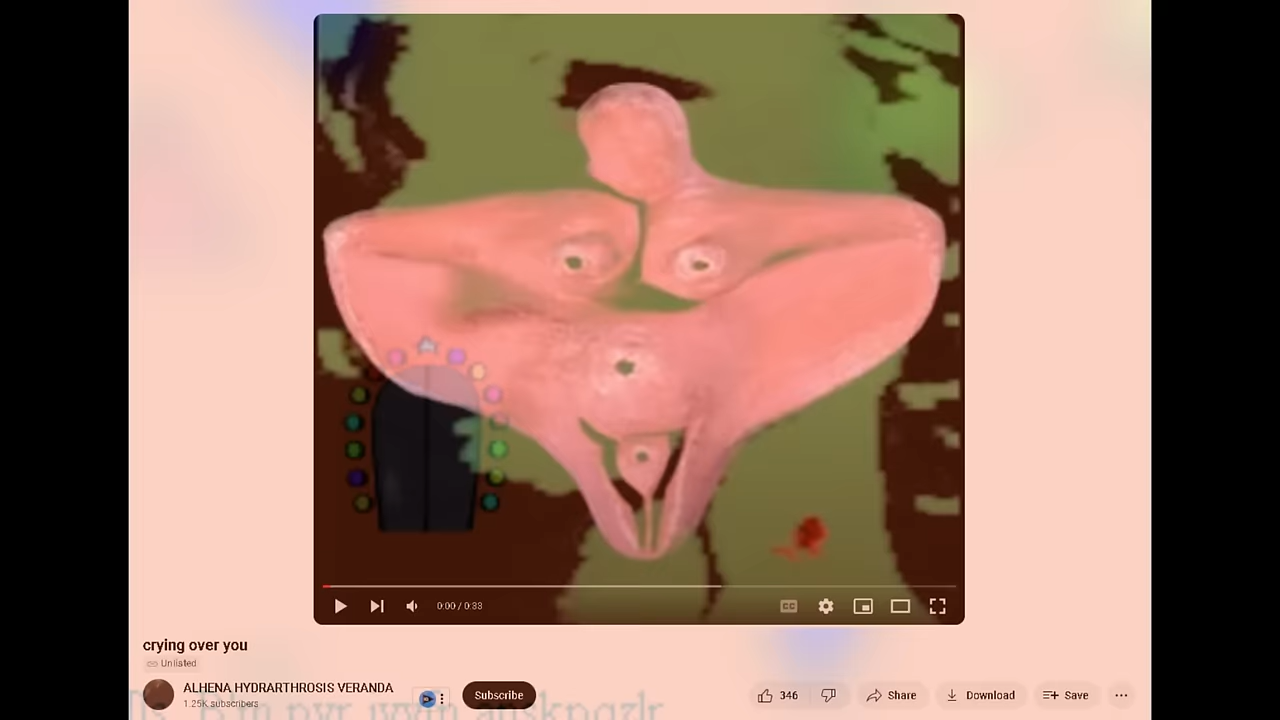 0:00 / 0:33
CC
crying over you
Unlisted
ALHENA HYDRARTHROSIS VERANDA
1.25K subscribers
Subscribe
346
Share
Download
Save